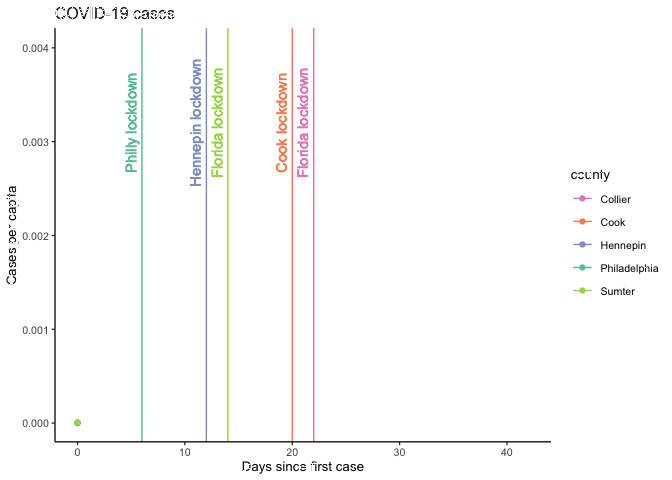 COVID-19 cases
0.004
0.003
0.002
0.001
0.000
Cases per capita
Philly lockdown
Hennepin lockdown
Florida lockdown
Cook lockdown
Florida lockdown
0
10
20
30
40
Days since first case
county
Collier
Cook
Hennepin
Philadelphia
Sumter